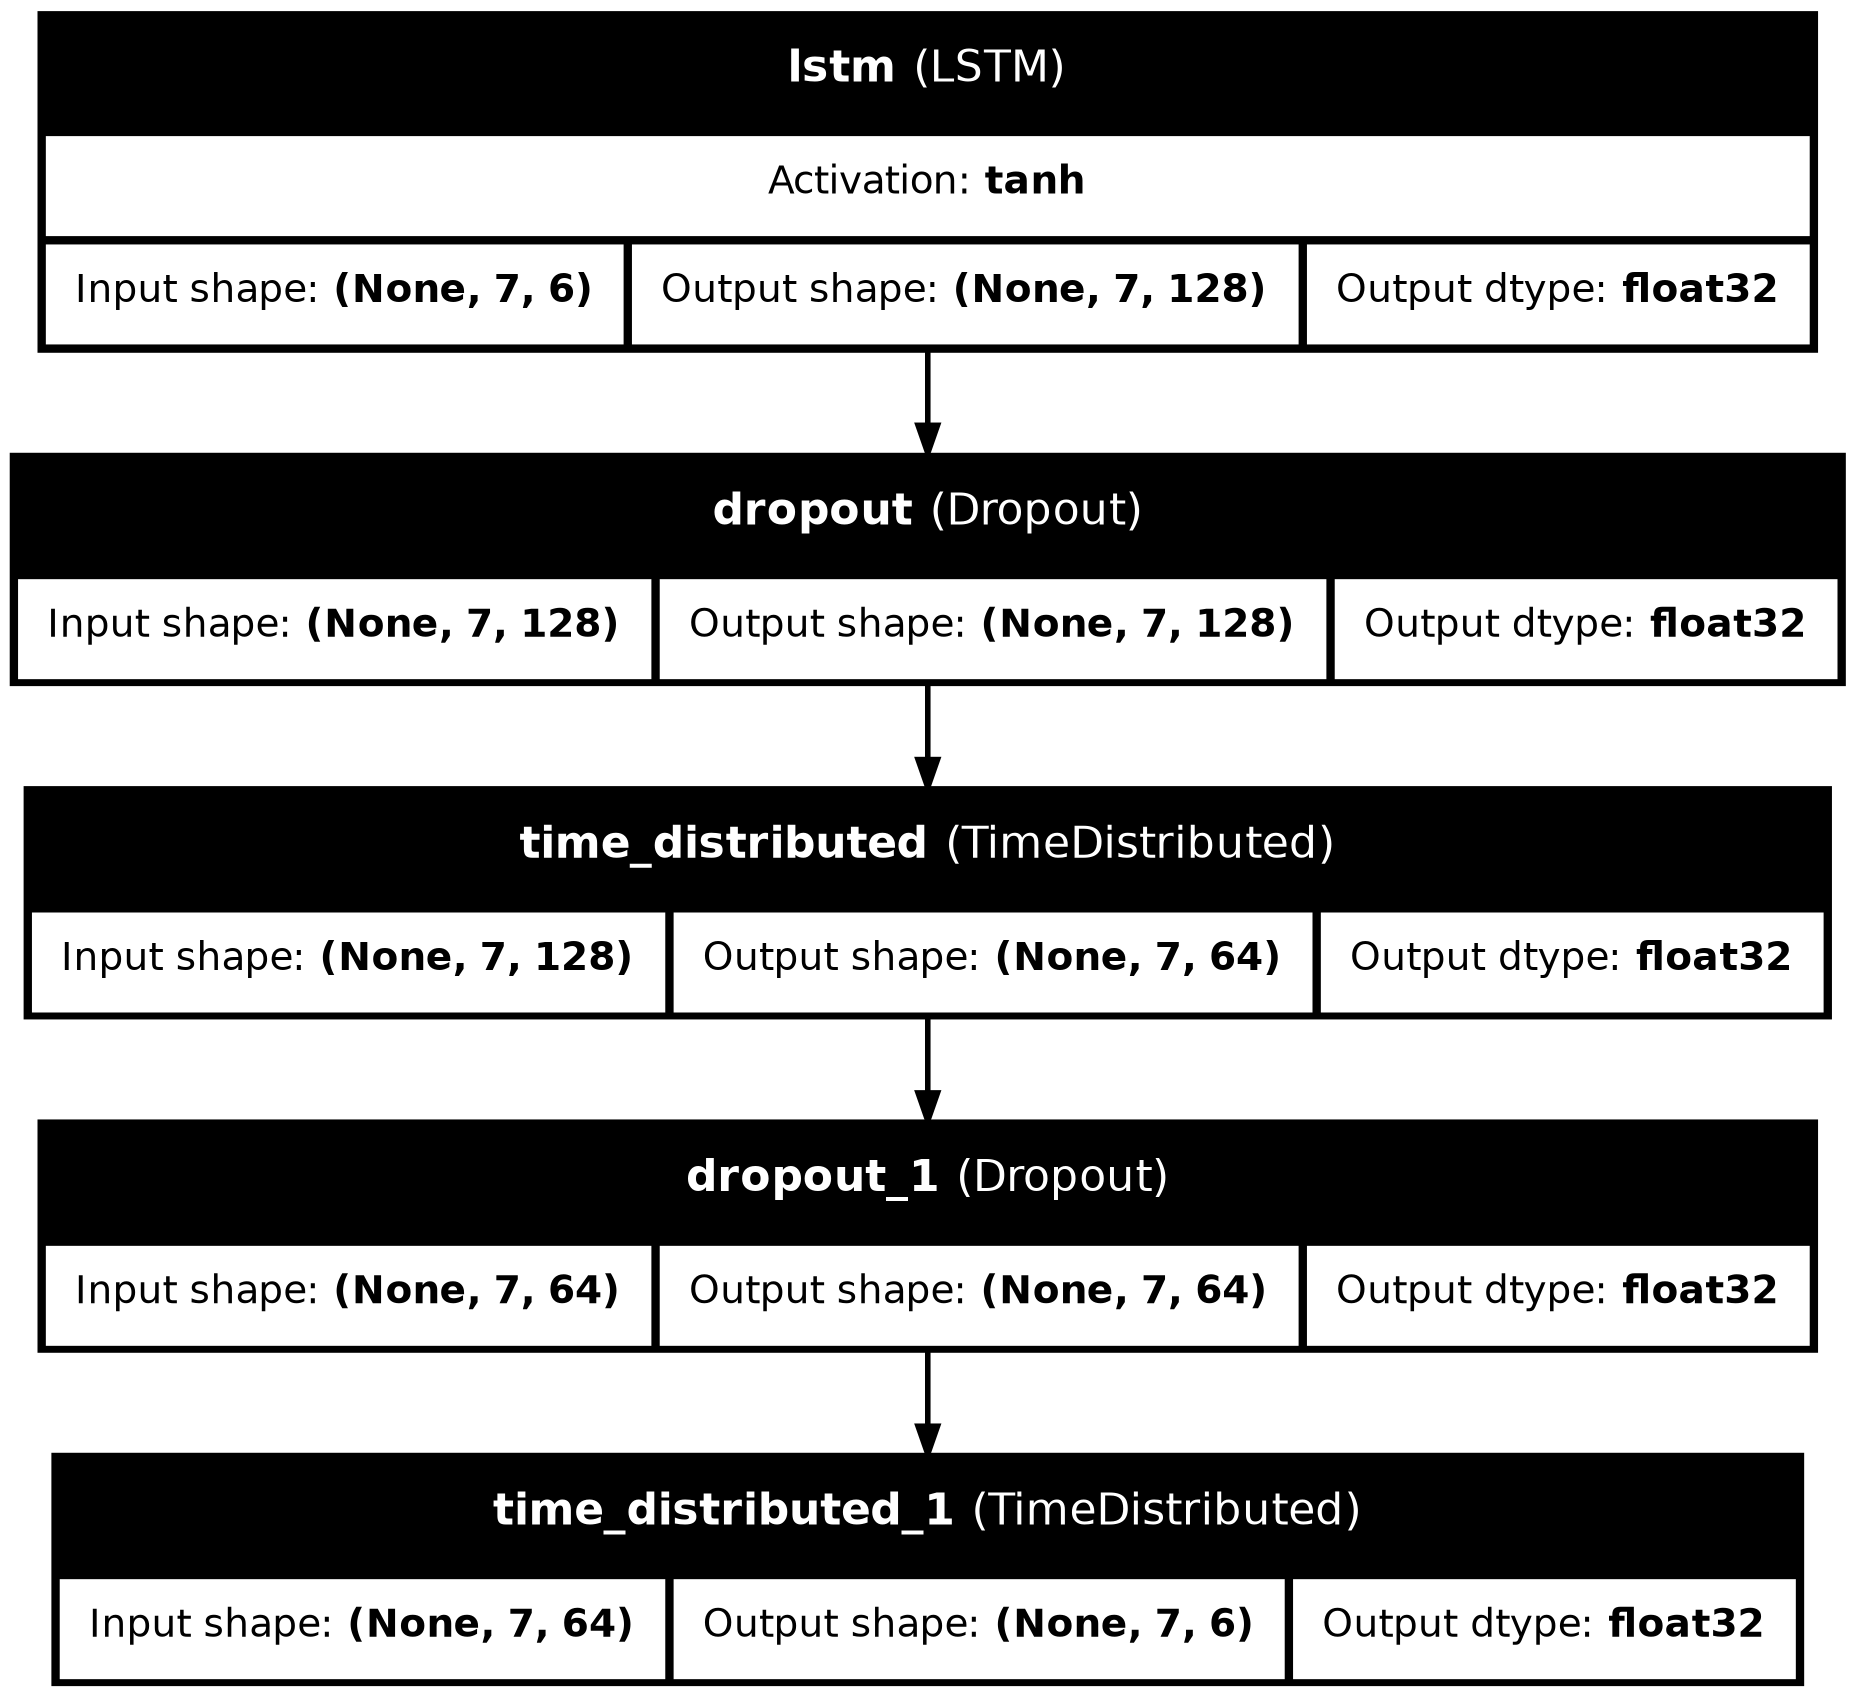 lstm (LSTM)
Activation: tanh
Input shape: (None, 7, 6) Output shape: (None, 7, 128) Output dtype: float32
dropout (Dropout)
Input shape: (None, 7, 128) Output shape: (None, 7, 128) Output dtype: float32
time_distributed (TimeDistributed)
Input shape: (None, 7, 128) Output shape: (None, 7, 64) Output dtype: float32
dropout_1 (Dropout)
Input shape: (None, 7, 64) Output shape: (None, 7, 64) Output dtype: float32
time_distributed_1 (TimeDistributed)
Input shape: (None, 7, 64) Output shape: (None, 7, 6) Output dtype: float32